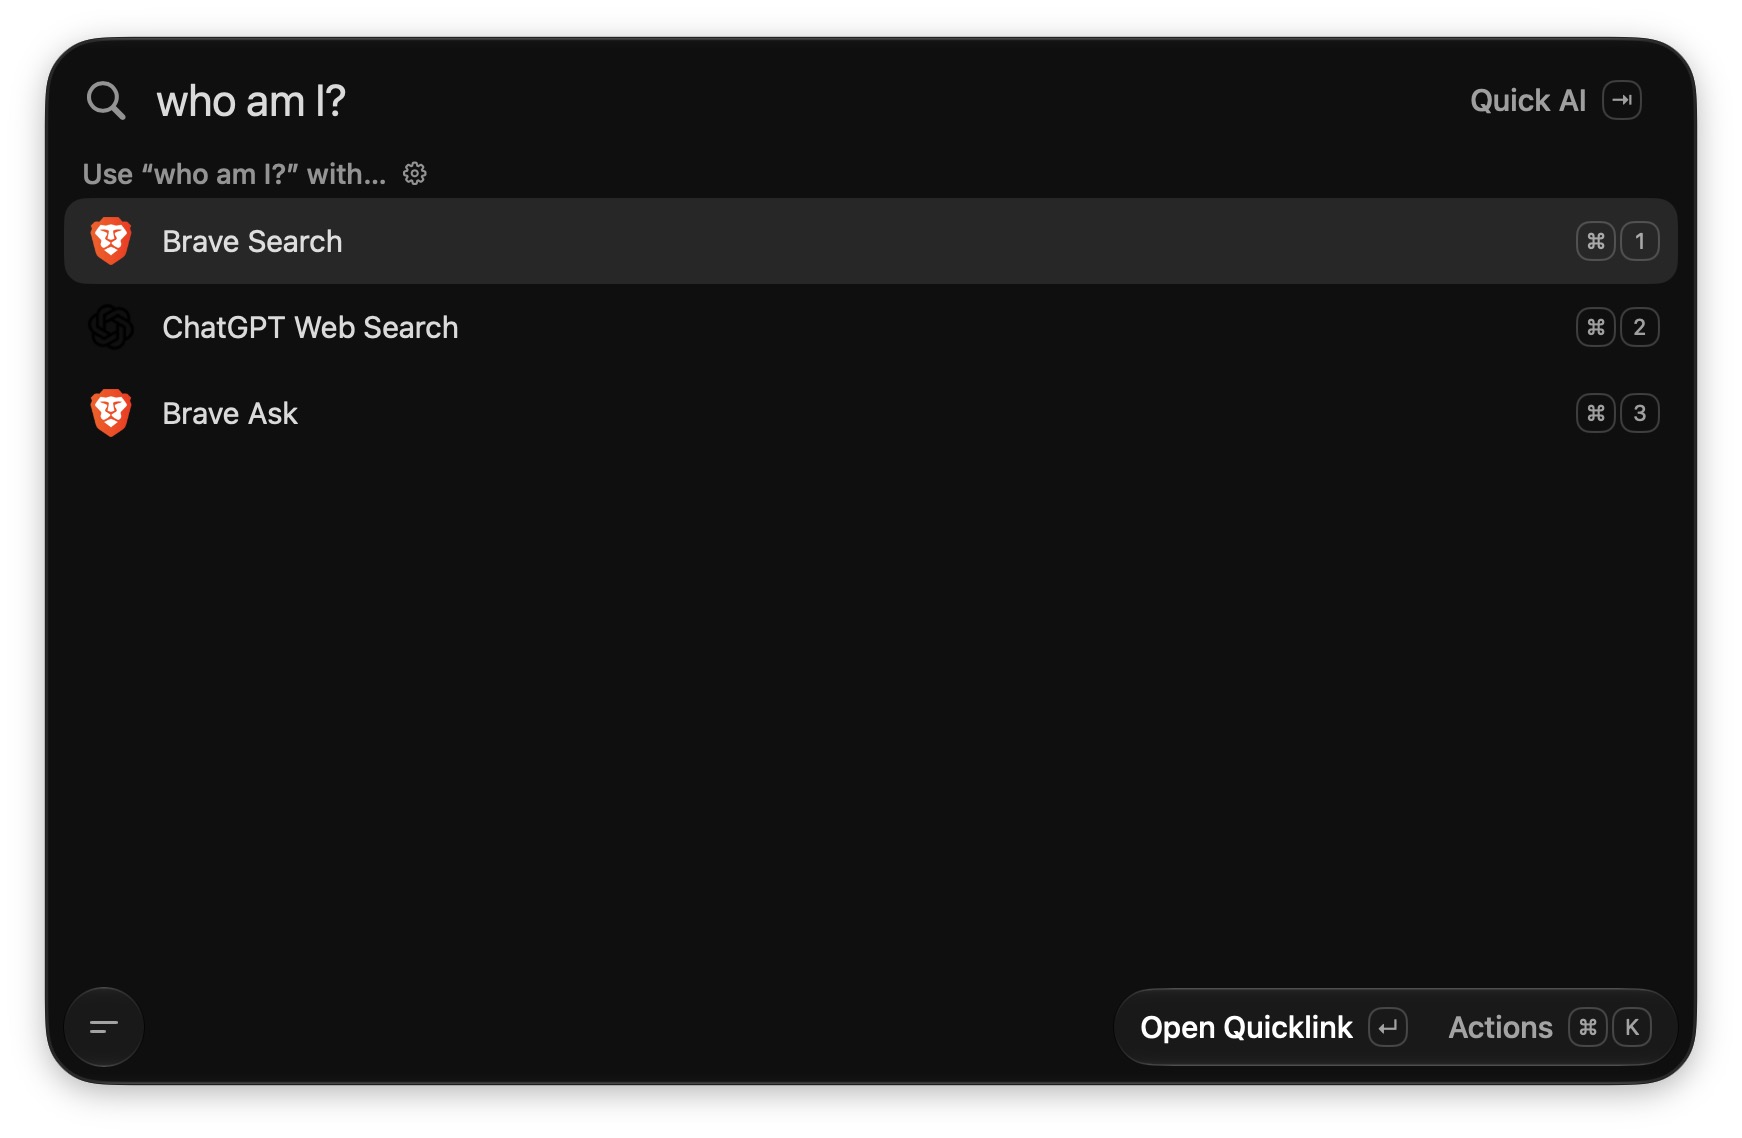 who am I?
Quick AI ⇥
Use “who am I?” with...
Brave Search ⌘ 1
ChatGPT Web Search ⌘ 2
Brave Ask ⌘ 3
Open Quicklink ↵ Actions ⌘ K